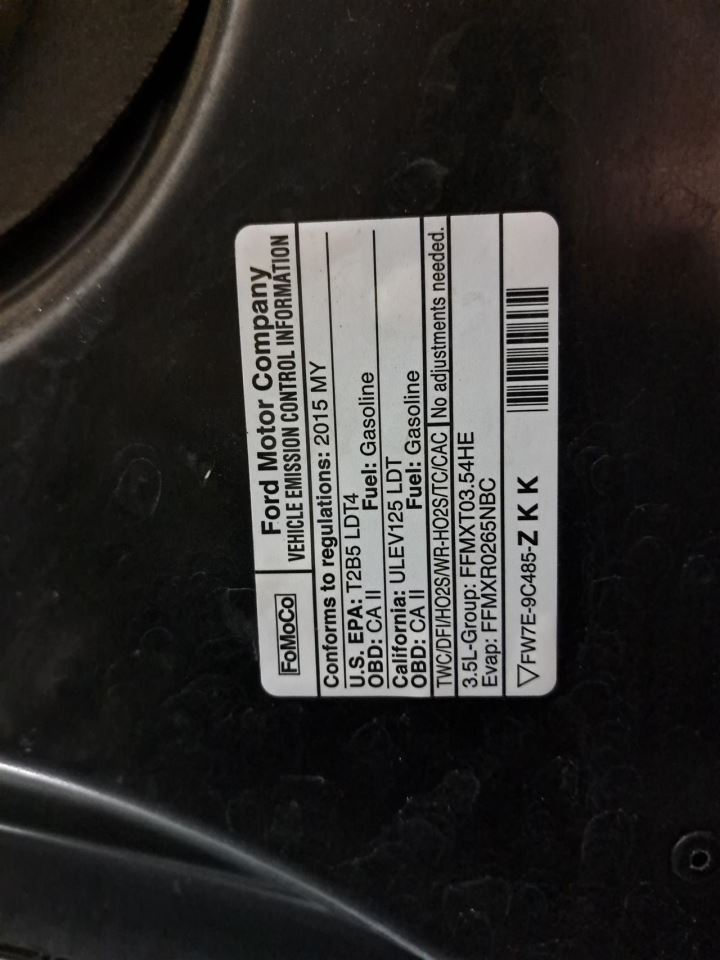 FoMoCo
Ford Motor Company
VEHICLE EMISSION CONTROL INFORMATION
Conforms to regulations: 2015 MY
U.S. EPA: T2B5 LDT4
OBD: CA II Fuel: Gasoline
California: ULEV125 LDT
OBD: CA II Fuel: Gasoline
TWC/DFI/HO2S/WR-HO2S/TC/CAC No adjustments needed.
3.5L-Group: FFMXT03.54HE
Evap: FFMXR0265NBC
▽FW7E-9C485-Z K K